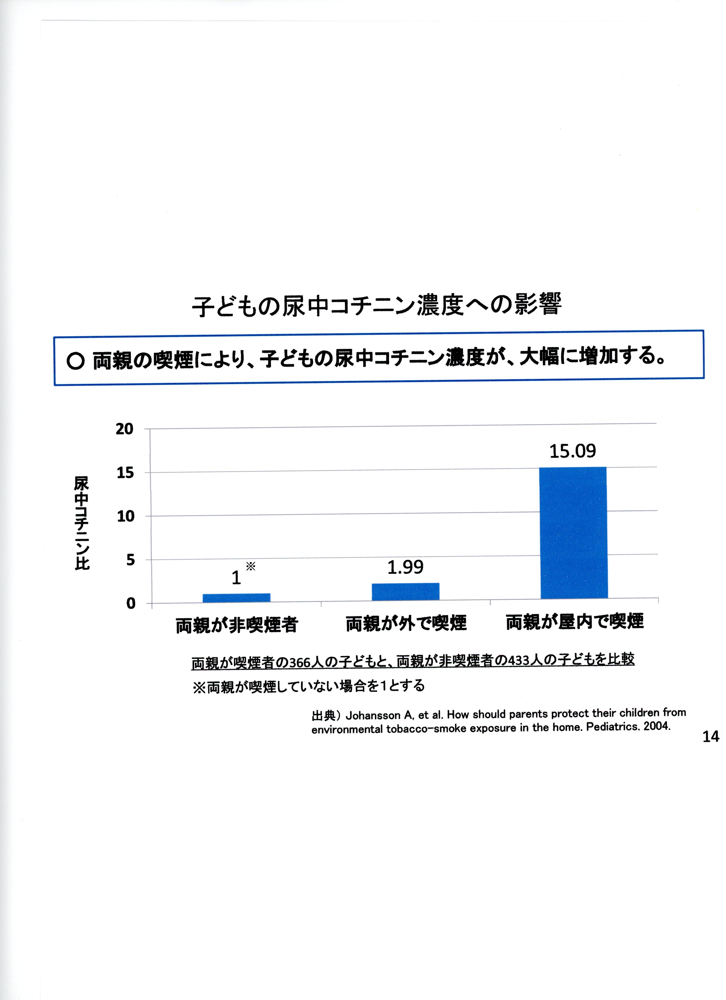 子どもの尿中コチニン濃度への影響
○ 両親の喫煙により、子どもの尿中コチニン濃度が、大幅に増加する。
尿中コチニン比
20
15
10
5
0
1※
1.99
15.09
両親が非喫煙者
両親が外で喫煙
両親が屋内で喫煙
両親が喫煙者の366人の子どもと、両親が非喫煙者の433人の子どもを比較
※両親が喫煙していない場合を1とする
出典） Johansson A, et al. How should parents protect their children from
environmental tobacco-smoke exposure in the home. Pediatrics. 2004.
14